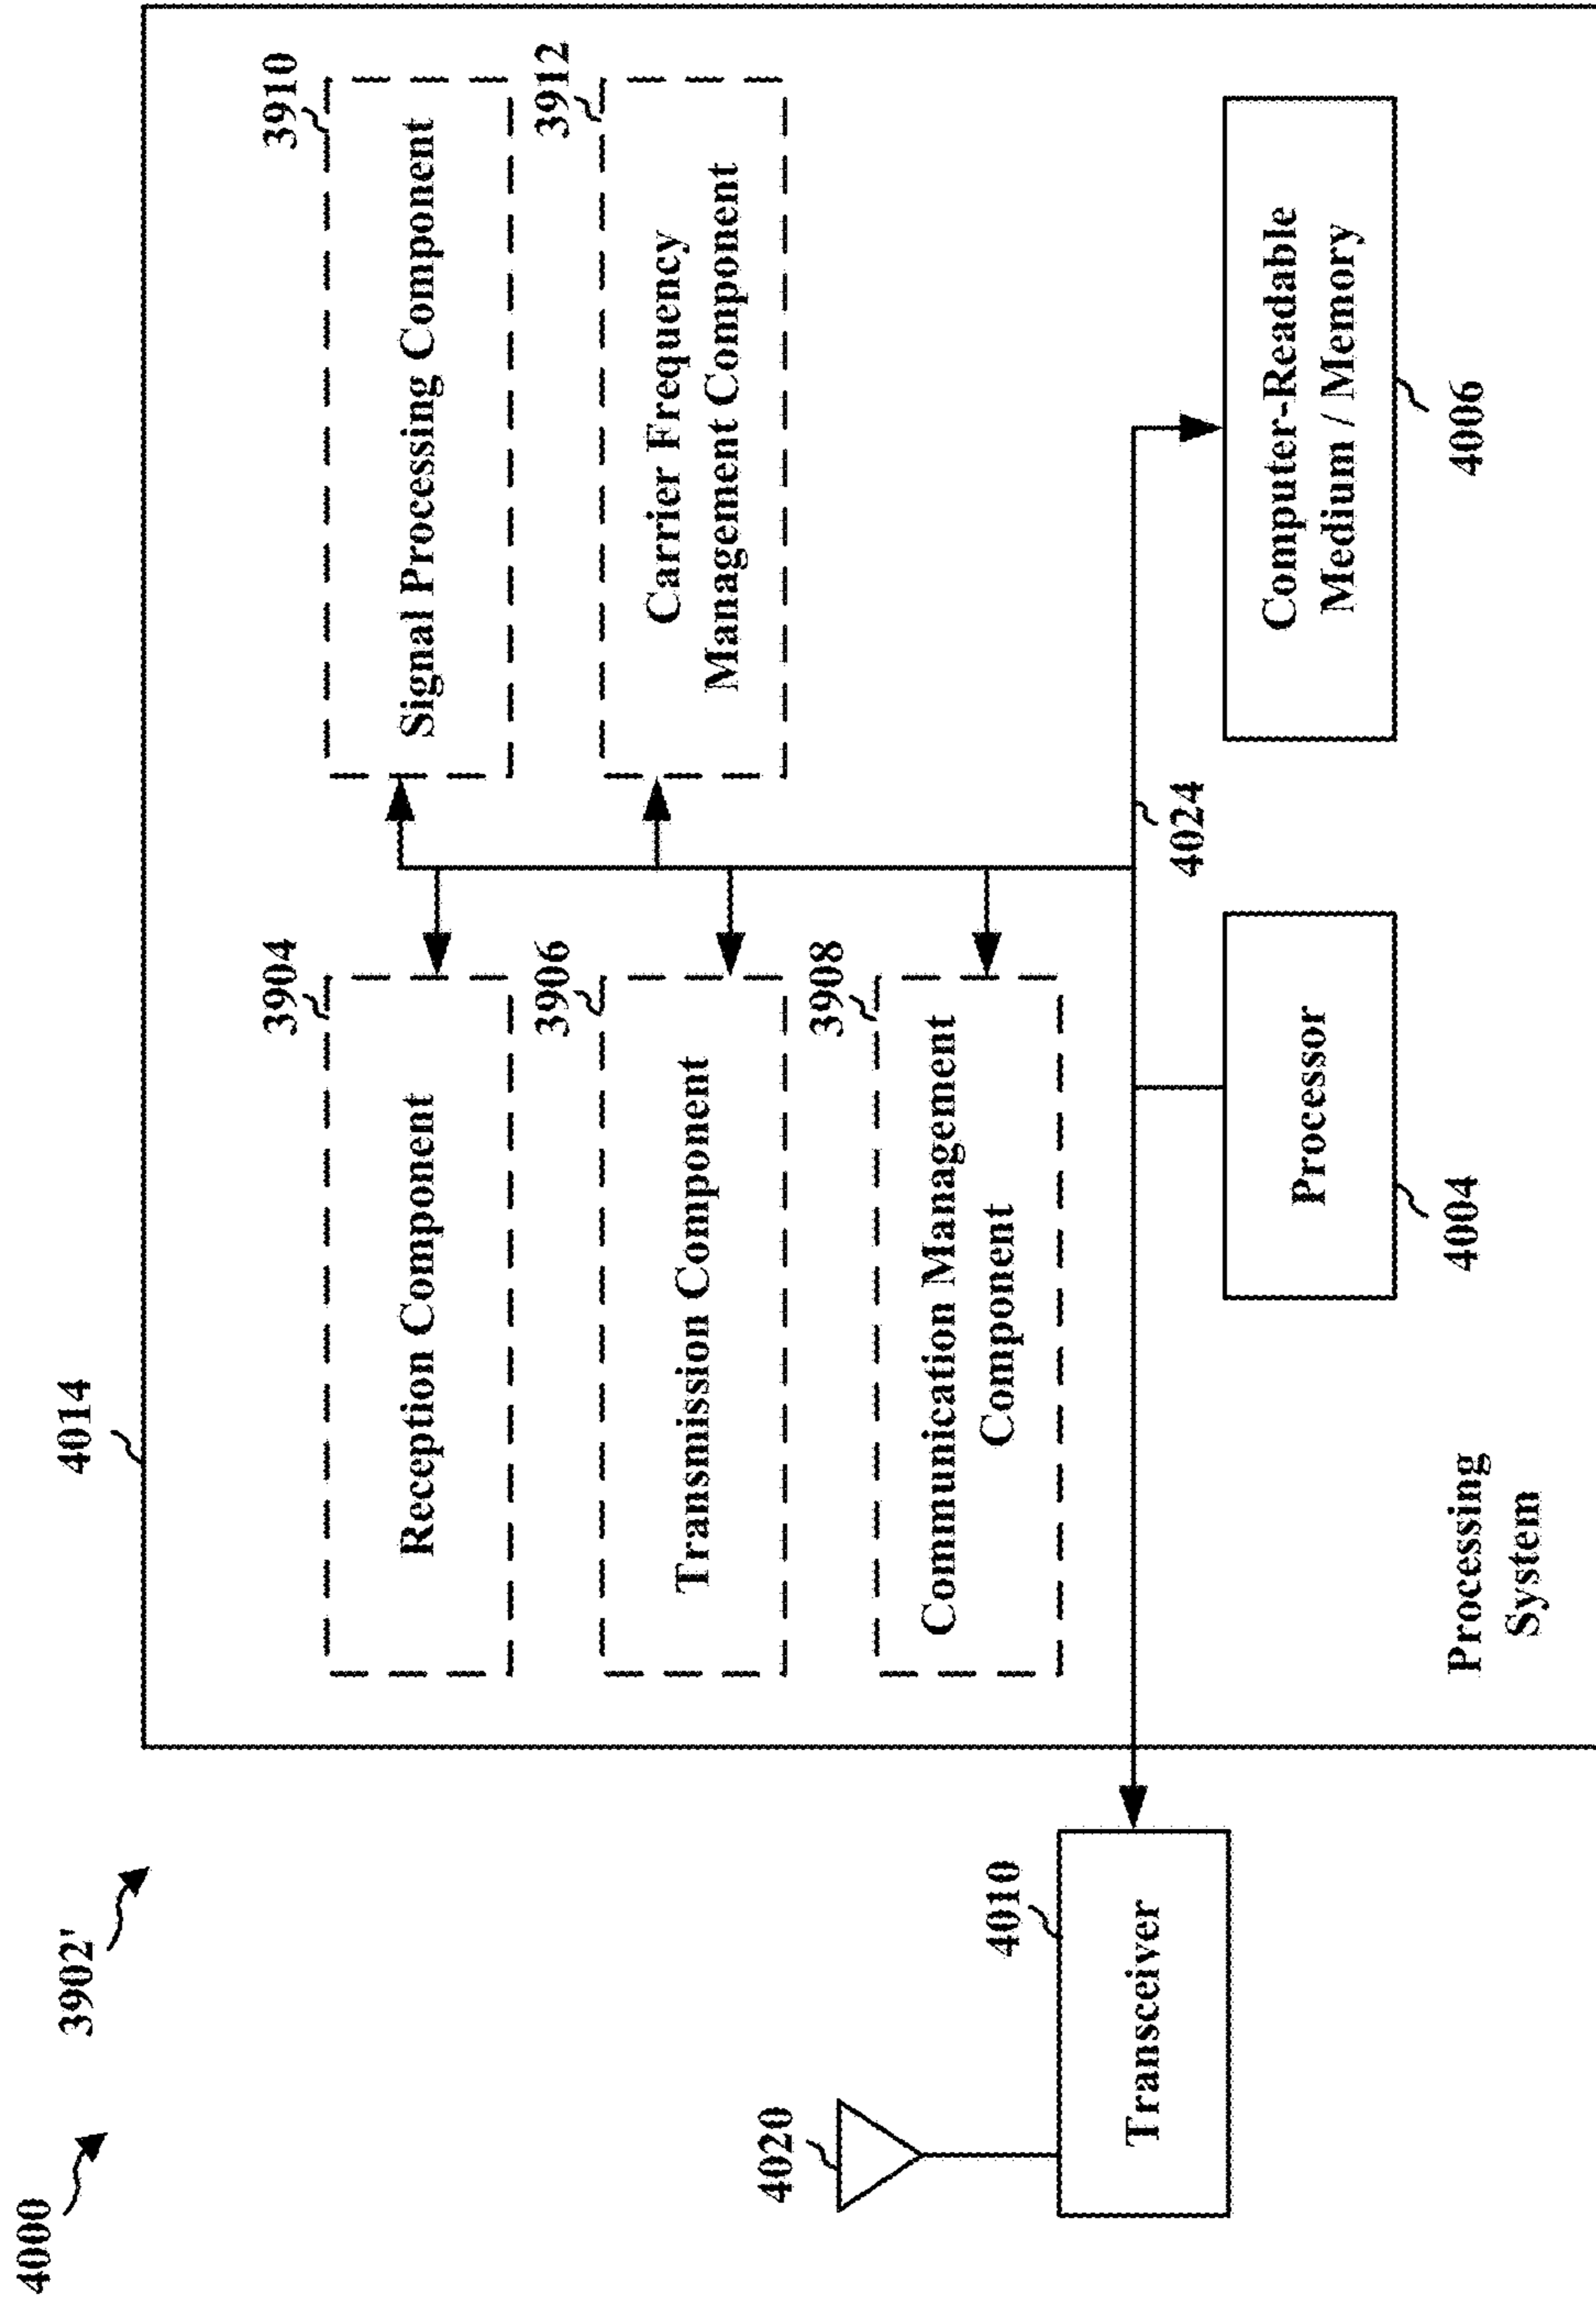 4000
3902'
4014
3904
Reception Component
3910
Signal Processing Component
3906
Transmission Component
3912
Carrier Frequency
Management Component
3908
Communication Management
Component
4020
4010
Transceiver
4024
Processor
4004
Computer-Readable
Medium / Memory
4006
Processing
System